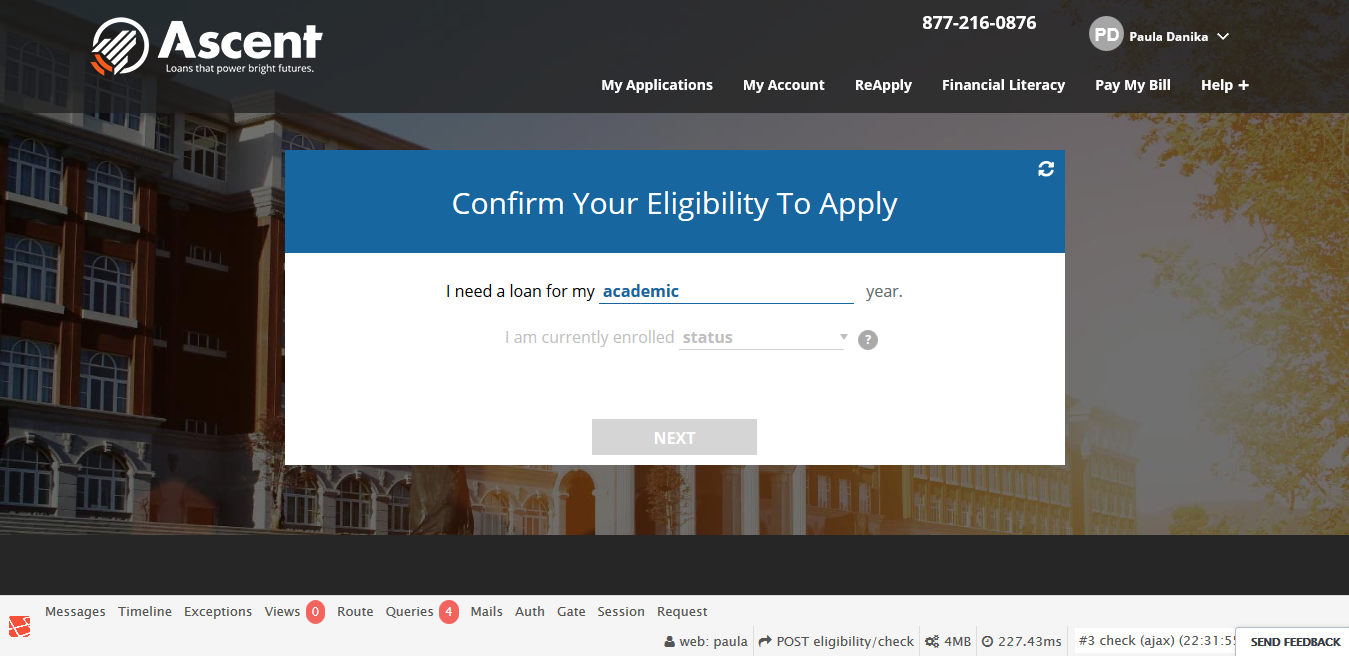 Ascent
Loans that power bright futures.
877-216-0876
PD Paula Danika
My Applications My Account ReApply Financial Literacy Pay My Bill Help +
Confirm Your Eligibility To Apply
I need a loan for my academic year.
I am currently enrolled status ?
NEXT
Messages Timeline Exceptions Views 0 Route Queries 4 Mails Auth Gate Session Request
web: paula POST eligibility/check 4MB 227.43ms #3 check (ajax) (22:31:55
SEND FEEDBACK